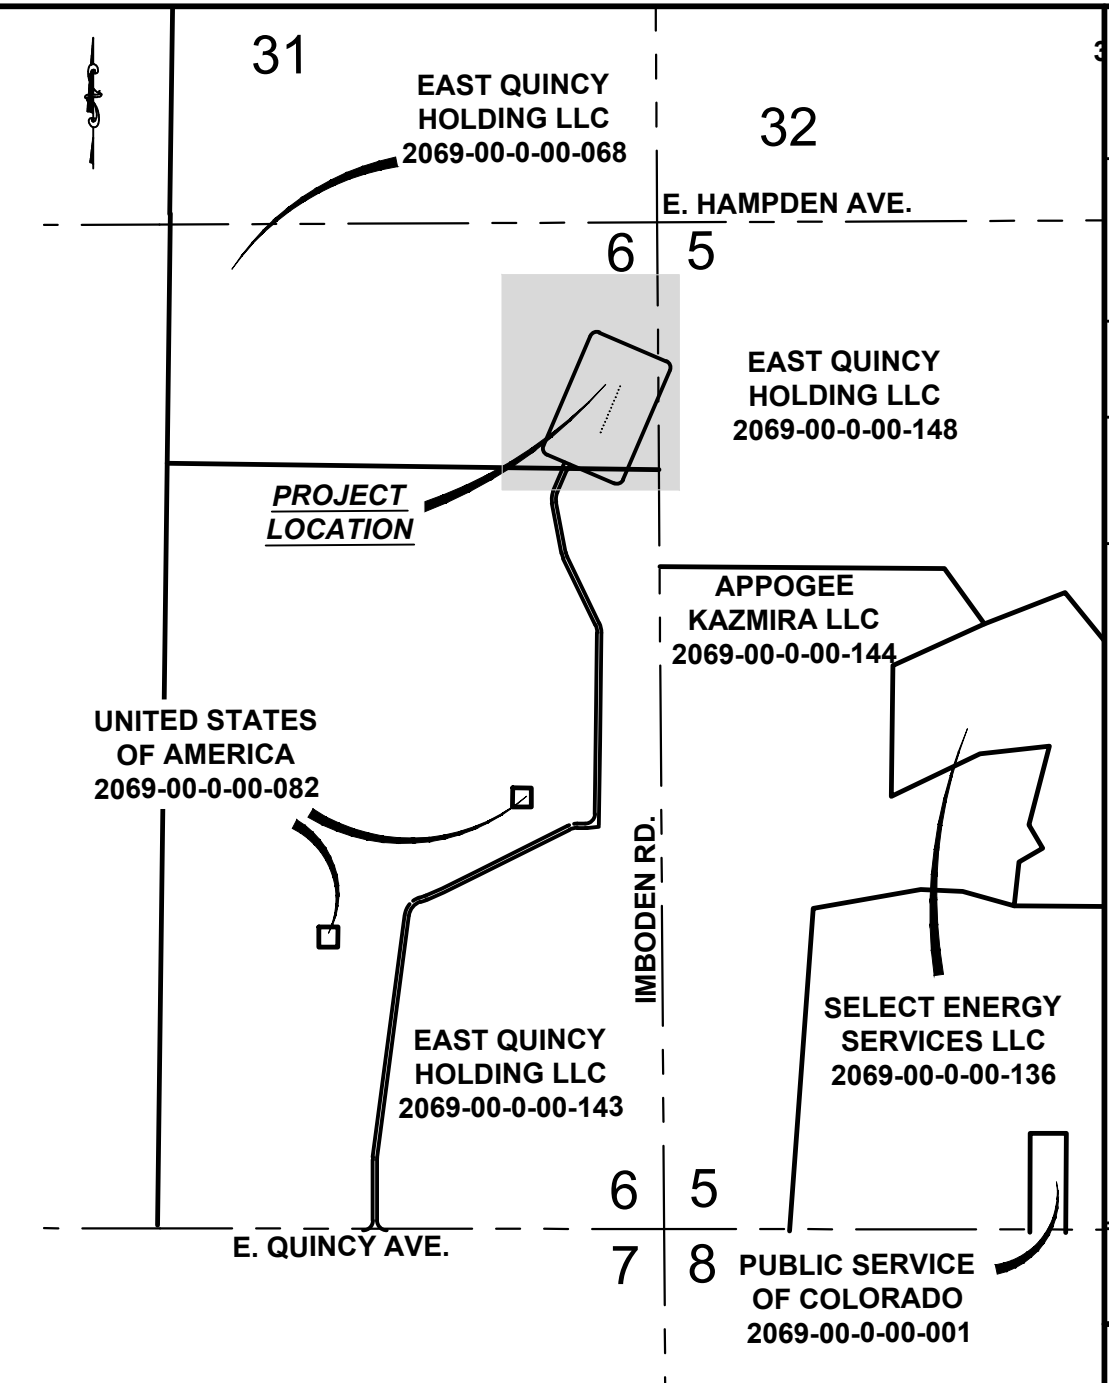 31
EAST QUINCY
HOLDING LLC
2069-00-0-00-068
32
E. HAMPDEN AVE.
6
5
EAST QUINCY
HOLDING LLC
2069-00-0-00-148
PROJECT
LOCATION
APPOGEE
KAZMIRA LLC
2069-00-0-00-144
UNITED STATES
OF AMERICA
2069-00-0-00-082
IMBODEN RD.
SELECT ENERGY
SERVICES LLC
2069-00-0-00-136
EAST QUINCY
HOLDING LLC
2069-00-0-00-143
6
5
E. QUINCY AVE.
7
8
PUBLIC SERVICE
OF COLORADO
2069-00-0-00-001